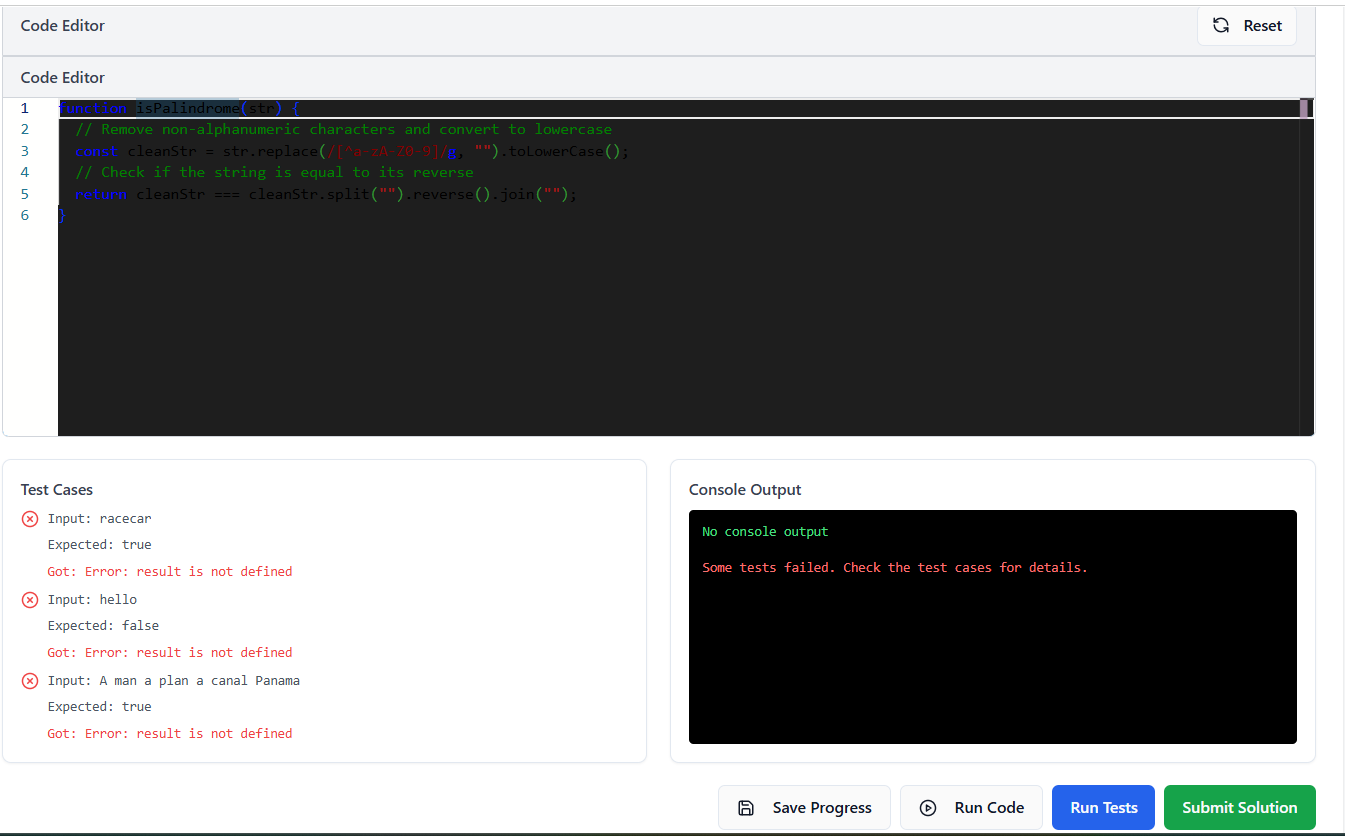 Code Editor
Reset
Code Editor
1 function isPalindrome(str) {
2 // Remove non-alphanumeric characters and convert to lowercase
3 const cleanStr = str.replace(/[^a-zA-Z0-9]/g, "").toLowerCase();
4 // Check if the string is equal to its reverse
5 return cleanStr === cleanStr.split("").reverse().join("");
6 }
Test Cases
Input: racecar
Expected: true
Got: Error: result is not defined
Input: hello
Expected: false
Got: Error: result is not defined
Input: A man a plan a canal Panama
Expected: true
Got: Error: result is not defined
Console Output
No console output
Some tests failed. Check the test cases for details.
Save Progress
Run Code
Run Tests
Submit Solution